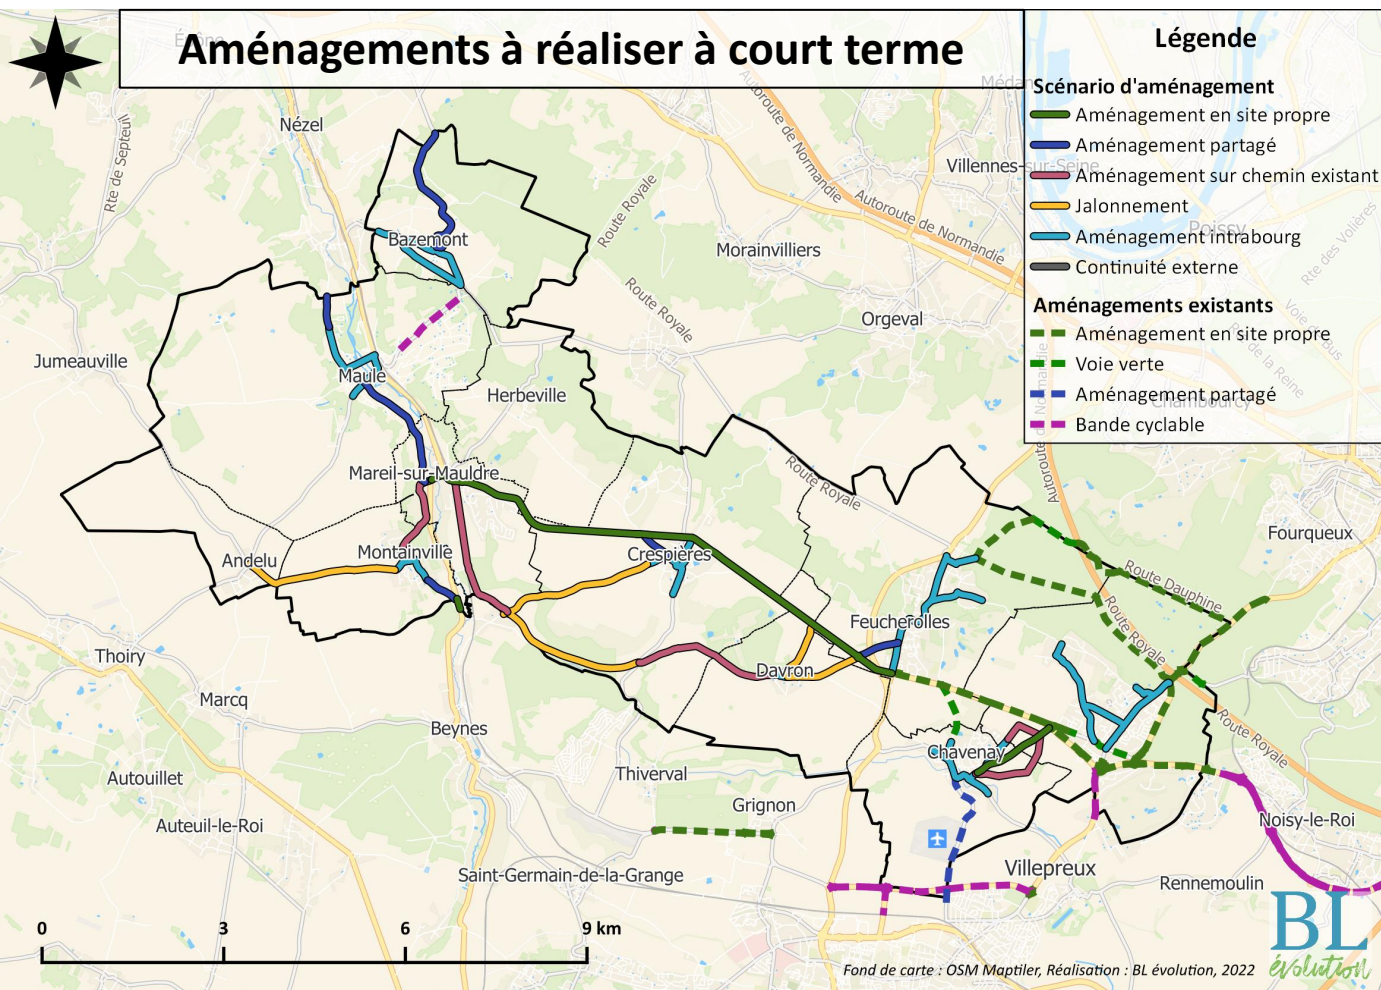 Aménagements à réaliser à court terme
Légende
Scénario d'aménagement
Aménagement en site propre
Aménagement partagé
Aménagement sur chemin existant
Jalonnement
Aménagement intrabourg
Continuité externe
Aménagements existants
Aménagement en site propre
Voie verte
Aménagement partagé
Bande cyclable
Nézel
Rte de Septeuil
Autoroute de Normandie
Villennes-sur-Seine
Poissy
Rte des Volières
Route Royale
Autoroute de Normandie
Bazemont
Morainvilliers
Route Royale
Orgeval
Jumeauville
Maule
Herbeville
Chambourcy
Mareil-sur-Mauldre
Route Royale
Fourqueux
Andelu
Montainville
Crespières
Route Dauphine
Feucherolles
Route Royale
Thoiry
Davron
Marcq
Beynes
Route Royale
Chavenay
Autouillet
Thiverval
Grignon
Auteuil-le-Roi
Noisy-le-Roi
Saint-Germain-de-la-Grange
Villepreux
Rennemoulin
0 3 6 9 km
BL
évolution
Fond de carte : OSM Maptiler, Réalisation : BL évolution, 2022